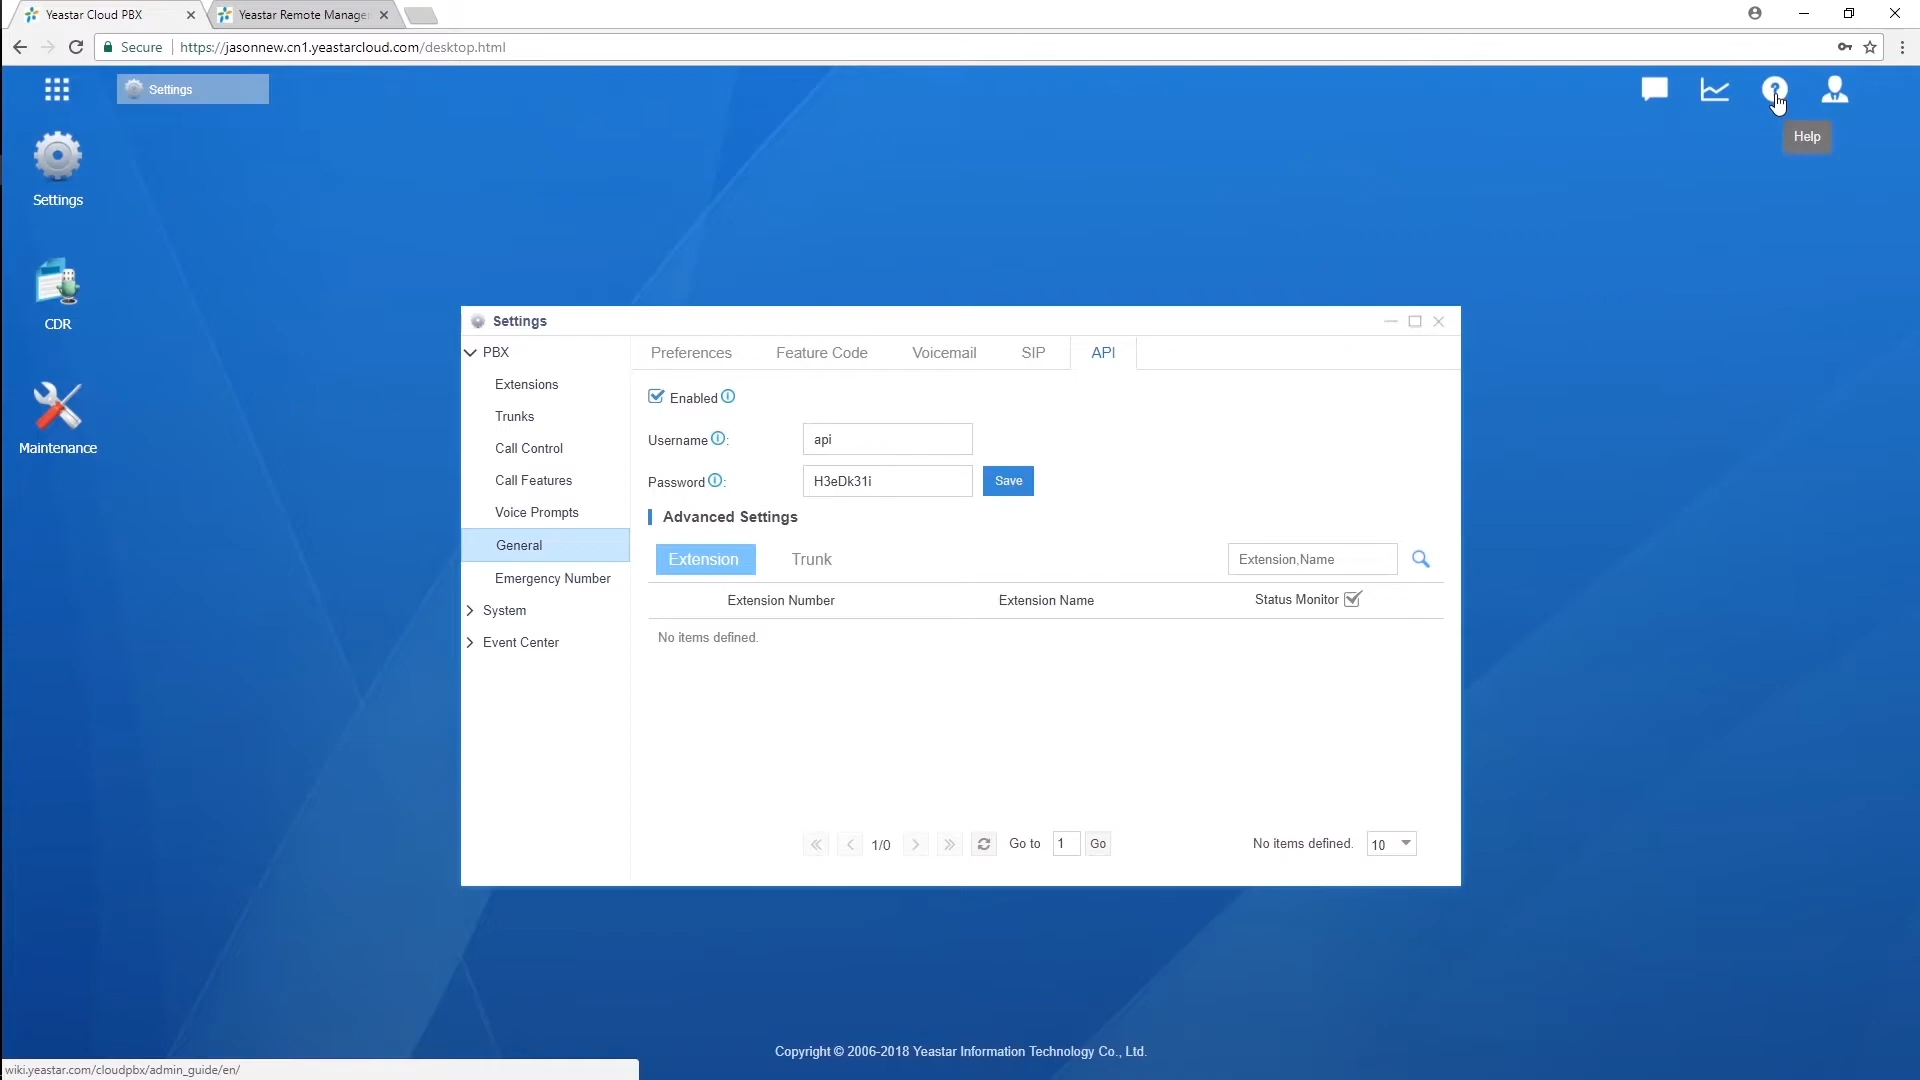 Yeastar Cloud PBX
Yeastar Remote Manage
Secure
https://jasonnew.cn1.yeastarcloud.com/desktop.html
Settings
?
Help
Settings
CDR
Maintenance
Settings
PBX
Extensions
Trunks
Call Control
Call Features
Voice Prompts
General
Emergency Number
System
Event Center
Preferences
Feature Code
Voicemail
SIP
API
Enabled
Username :
api
Password :
H3eDk31i
Save
Advanced Settings
Extension
Trunk
Extension,Name
Extension Number
Extension Name
Status Monitor
No items defined.
1/0
Go to
1
Go
No items defined.
10
Copyright © 2006-2018 Yeastar Information Technology Co., Ltd.
wiki.yeastar.com/cloudpbx/admin_guide/en/